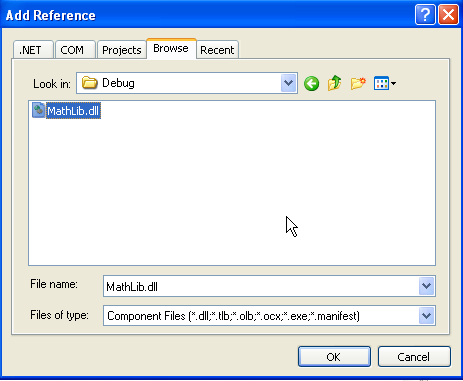 Add Reference
.NET COM Projects Browse Recent
Look in: Debug
MathLib.dll
File name: MathLib.dll
Files of type: Component Files (*.dll;*.tlb;*.olb;*.ocx;*.exe;*.manifest)
OK Cancel